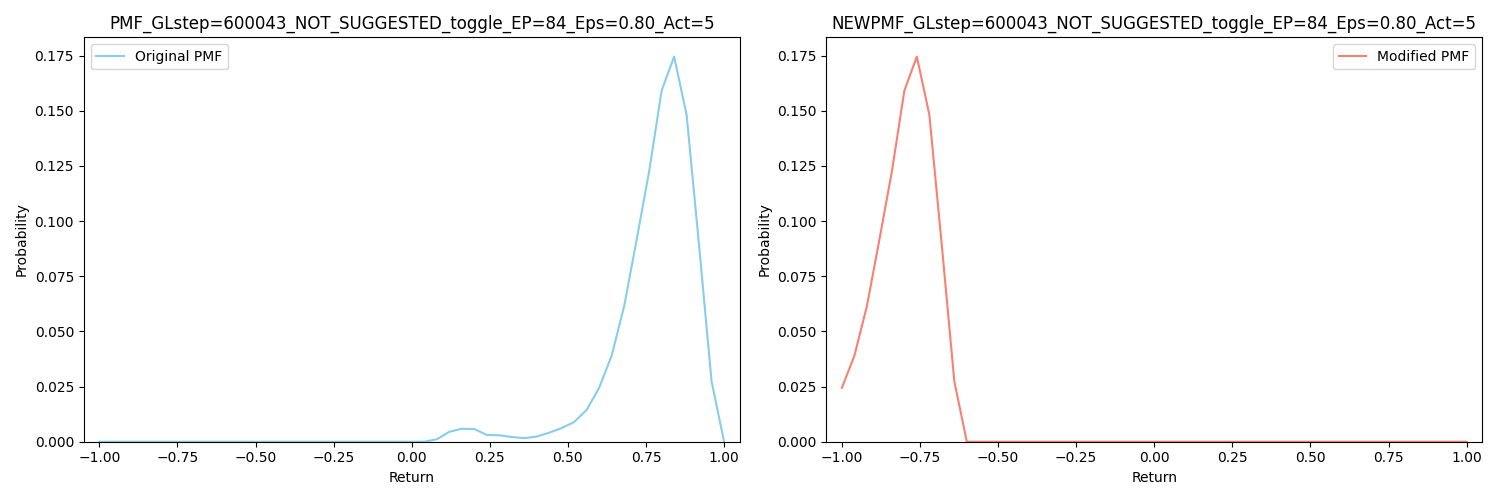 PMF_GLstep=600043_NOT_SUGGESTED_toggle_EP=84_Eps=0.80_Act=5
Original PMF
0.175
0.150
0.125
0.100
0.075
0.050
0.025
0.000
Probability
−1.00 −0.75 −0.50 −0.25 0.00 0.25 0.50 0.75 1.00
Return
NEWPMF_GLstep=600043_NOT_SUGGESTED_toggle_EP=84_Eps=0.80_Act=5
Modified PMF
0.175
0.150
0.125
0.100
0.075
0.050
0.025
0.000
Probability
−1.00 −0.75 −0.50 −0.25 0.00 0.25 0.50 0.75 1.00
Return